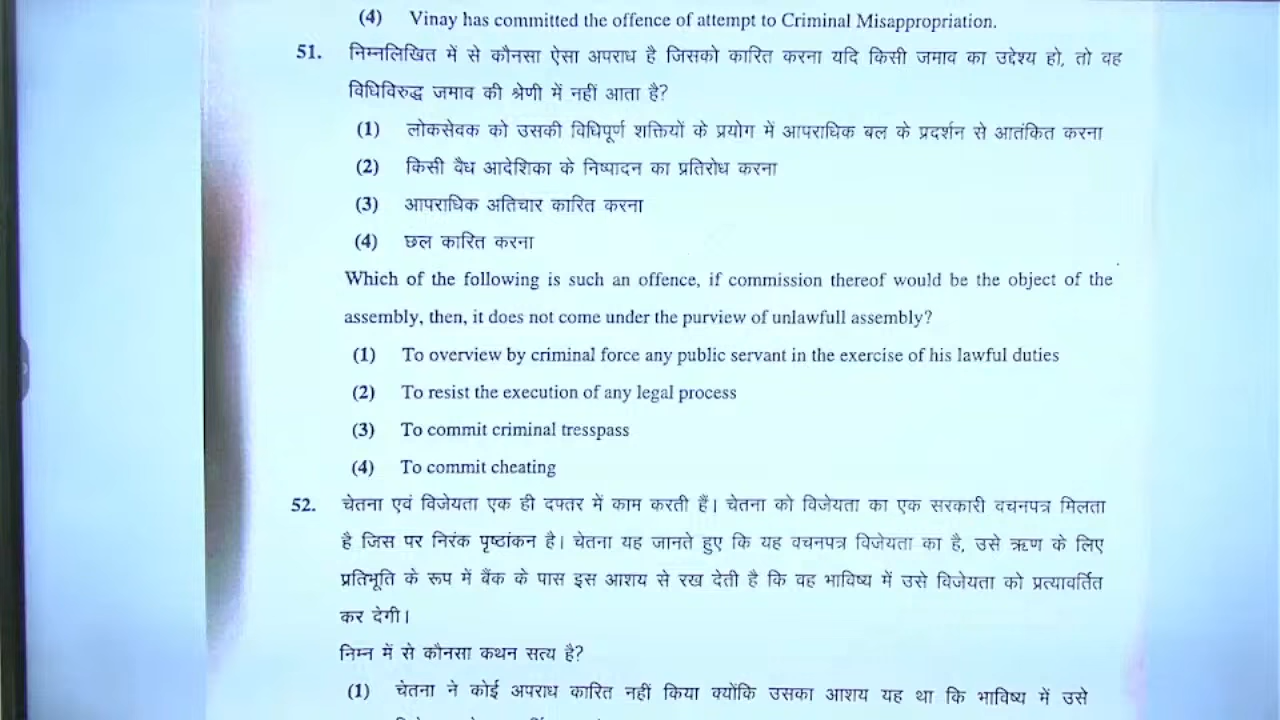 (4) Vinay has committed the offence of attempt to Criminal Misappropriation.
51. निम्नलिखित में से कौनसा ऐसा अपराध है जिसको कारित करना यदि किसी जमाव का उद्देश्य हो, तो वह
विधिविरुद्ध जमाव की श्रेणी में नहीं आता है?
(1) लोकसेवक को उसकी विधिपूर्ण शक्तियों के प्रयोग में आपराधिक बल के प्रदर्शन से आतंकित करना
(2) किसी वैध आदेशिका के निष्पादन का प्रतिरोध करना
(3) आपराधिक अतिचार कारित करना
(4) छल कारित करना
Which of the following is such an offence, if commission thereof would be the object of the
assembly, then, it does not come under the purview of unlawfull assembly?
(1) To overview by criminal force any public servant in the exercise of his lawful duties
(2) To resist the execution of any legal process
(3) To commit criminal tresspass
(4) To commit cheating
52. चेतना एवं विजेयता एक ही दफ्तर में काम करती हैं। चेतना को विजेयता का एक सरकारी वचनपत्र मिलता
है जिस पर निरंक पृष्ठांकन है। चेतना यह जानते हुए कि यह वचनपत्र विजेयता का है, उसे ऋण के लिए
प्रतिभूति के रूप में बैंक के पास इस आशय से रख देती है कि वह भाविष्य में उसे विजेयता को प्रत्यावर्तित
कर देगी।
निम्न में से कौनसा कथन सत्य है?
(1) चेतना ने कोई अपराध कारित नहीं किया क्योंकि उसका आशय यह था कि भाविष्य में उसे